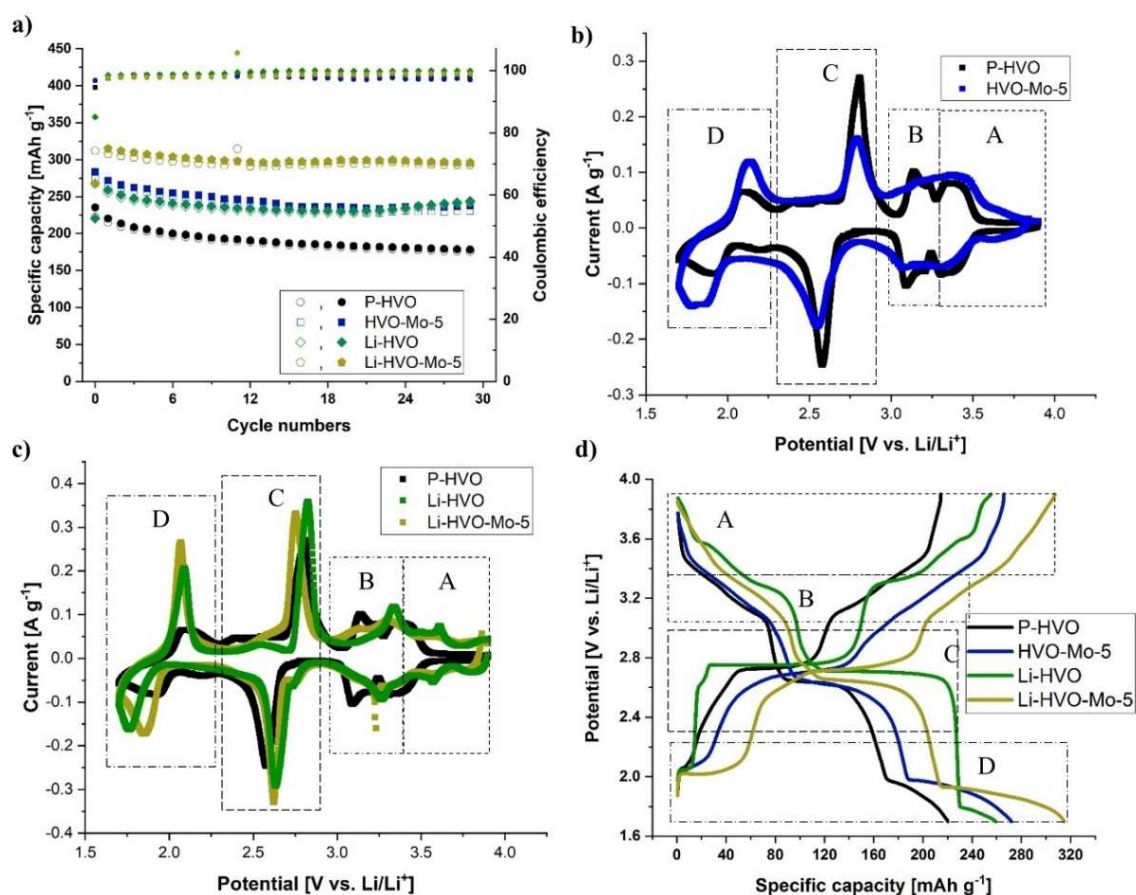 a)
450
400
350
300
250
200
150
100
50
0
Specific capacity [mAh g⁻¹]
100
80
60
40
20
0
Coulombic efficiency
P-HVO
HVO-Mo-5
Li-HVO
Li-HVO-Mo-5
0 6 12 18 24 30
Cycle numbers
b)
P-HVO
HVO-Mo-5
D
C
B
A
0.3
0.2
0.1
0.0
-0.1
-0.2
-0.3
Current [A g⁻¹]
1.5 2.0 2.5 3.0 3.5 4.0
Potential [V vs. Li/Li⁺]
c)
P-HVO
Li-HVO
Li-HVO-Mo-5
D
C
B
A
0.4
0.3
0.2
0.1
0.0
-0.1
-0.2
-0.3
-0.4
Current [A g⁻¹]
1.5 2.0 2.5 3.0 3.5 4.0
Potential [V vs. Li/Li⁺]
d)
4.0
3.6
3.2
2.8
2.4
2.0
1.6
Potential [V vs. Li/Li⁺]
A
B
C
D
P-HVO
HVO-Mo-5
Li-HVO
Li-HVO-Mo-5
0 40 80 120 160 200 240 280 320
Specific capacity [mAh g⁻¹]